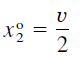 x₂° = υ/2